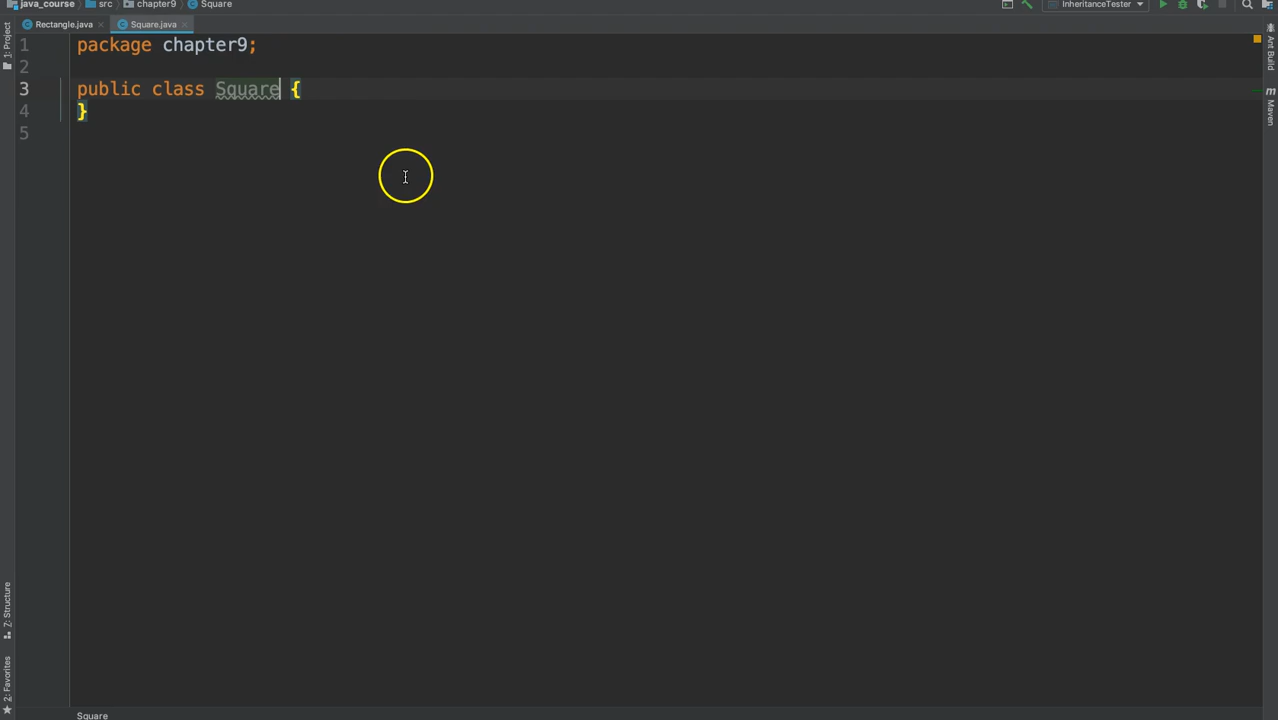 java_course src chapter9 Square InheritanceTester
Rectangle.java Square.java
1 package chapter9;
2
3 public class Square {
4 }
5
1: Project
Z: Structure
2: Favorites
Ant Build
m Maven
Square